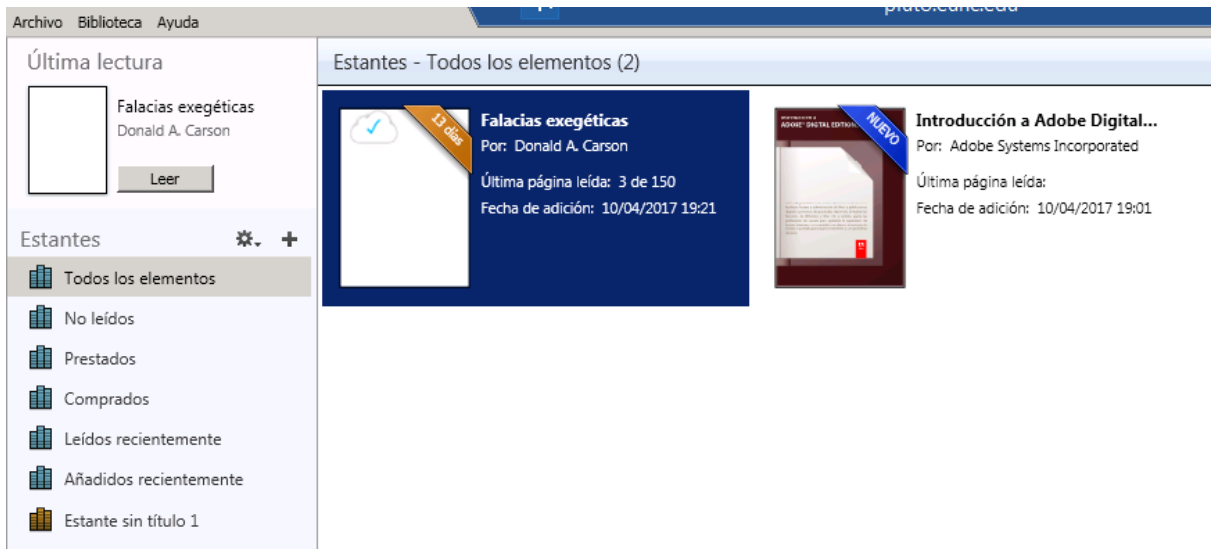 Archivo Biblioteca Ayuda
Última lectura
Falacias exegéticas
Donald A. Carson
Leer
Estantes
Todos los elementos
No leídos
Prestados
Comprados
Leídos recientemente
Añadidos recientemente
Estante sin título 1
Estantes - Todos los elementos (2)
13 días
Falacias exegéticas
Por: Donald A. Carson
Última página leída: 3 de 150
Fecha de adición: 10/04/2017 19:21
ADOBE® DIGITAL EDITIONS
NUEVO
Introducción a Adobe Digital...
Por: Adobe Systems Incorporated
Última página leída:
Fecha de adición: 10/04/2017 19:01